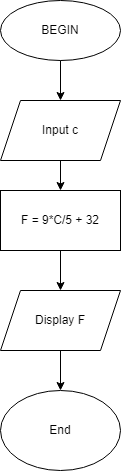 BEGIN
Input c
F = 9*C/5 + 32
Display F
End